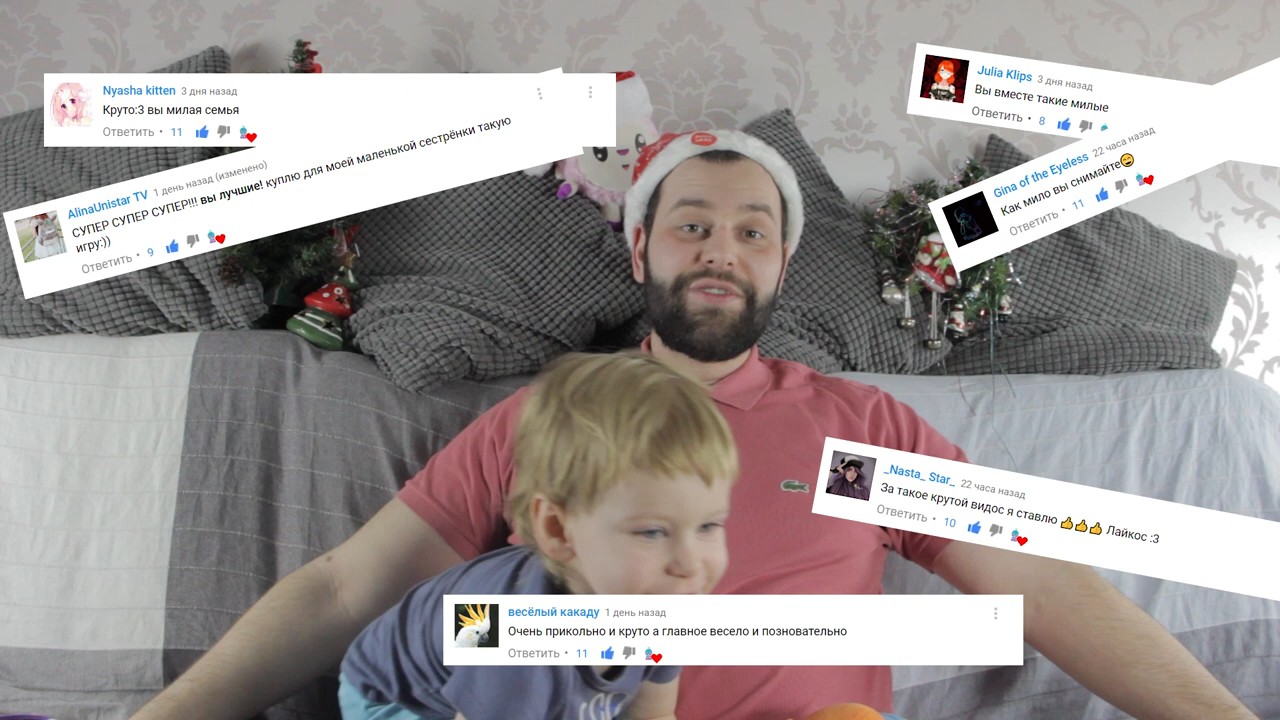 Nyasha kitten 3 дня назад
Круто:3 вы милая семья
Ответить • 11
AlinaUnistar TV 1 день назад (изменено)
СУПЕР СУПЕР СУПЕР!!! вы лучшие! куплю для моей маленькой сестрёнки такую
игру:))
Ответить • 9
Julia Klips 3 дня назад
Вы вместе такие милые
Ответить • 8
Gina of the Eyeless 22 часа назад
Как мило вы снимайте😄
Ответить • 11
_Nasta_ Star_ 22 часа назад
За такое крутой видос я ставлю 👍👍👍 Лайкос :3
Ответить • 10
весёлый какаду 1 день назад
Очень прикольно и круто а главное весело и позновательно
Ответить • 11